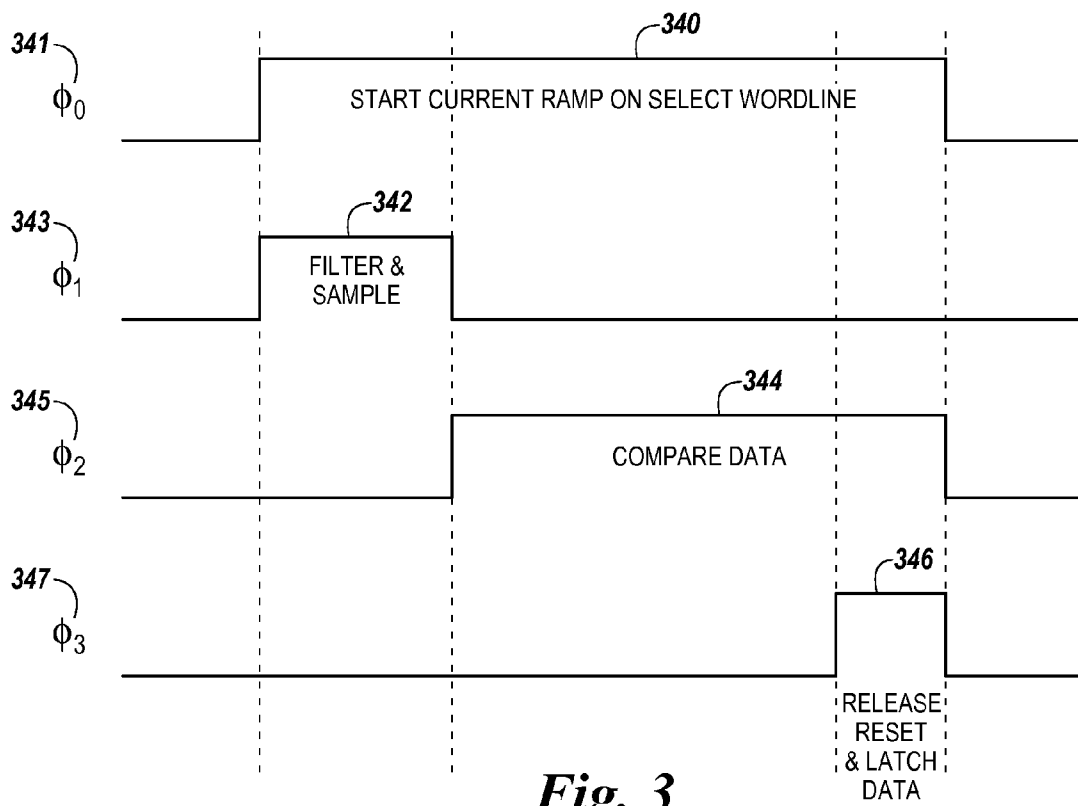 341
340
ϕ0
START CURRENT RAMP ON SELECT WORDLINE
343
342
ϕ1
FILTER &
SAMPLE
345
344
ϕ2
COMPARE DATA
347
346
ϕ3
RELEASE
RESET
& LATCH
DATA
Fig. 3